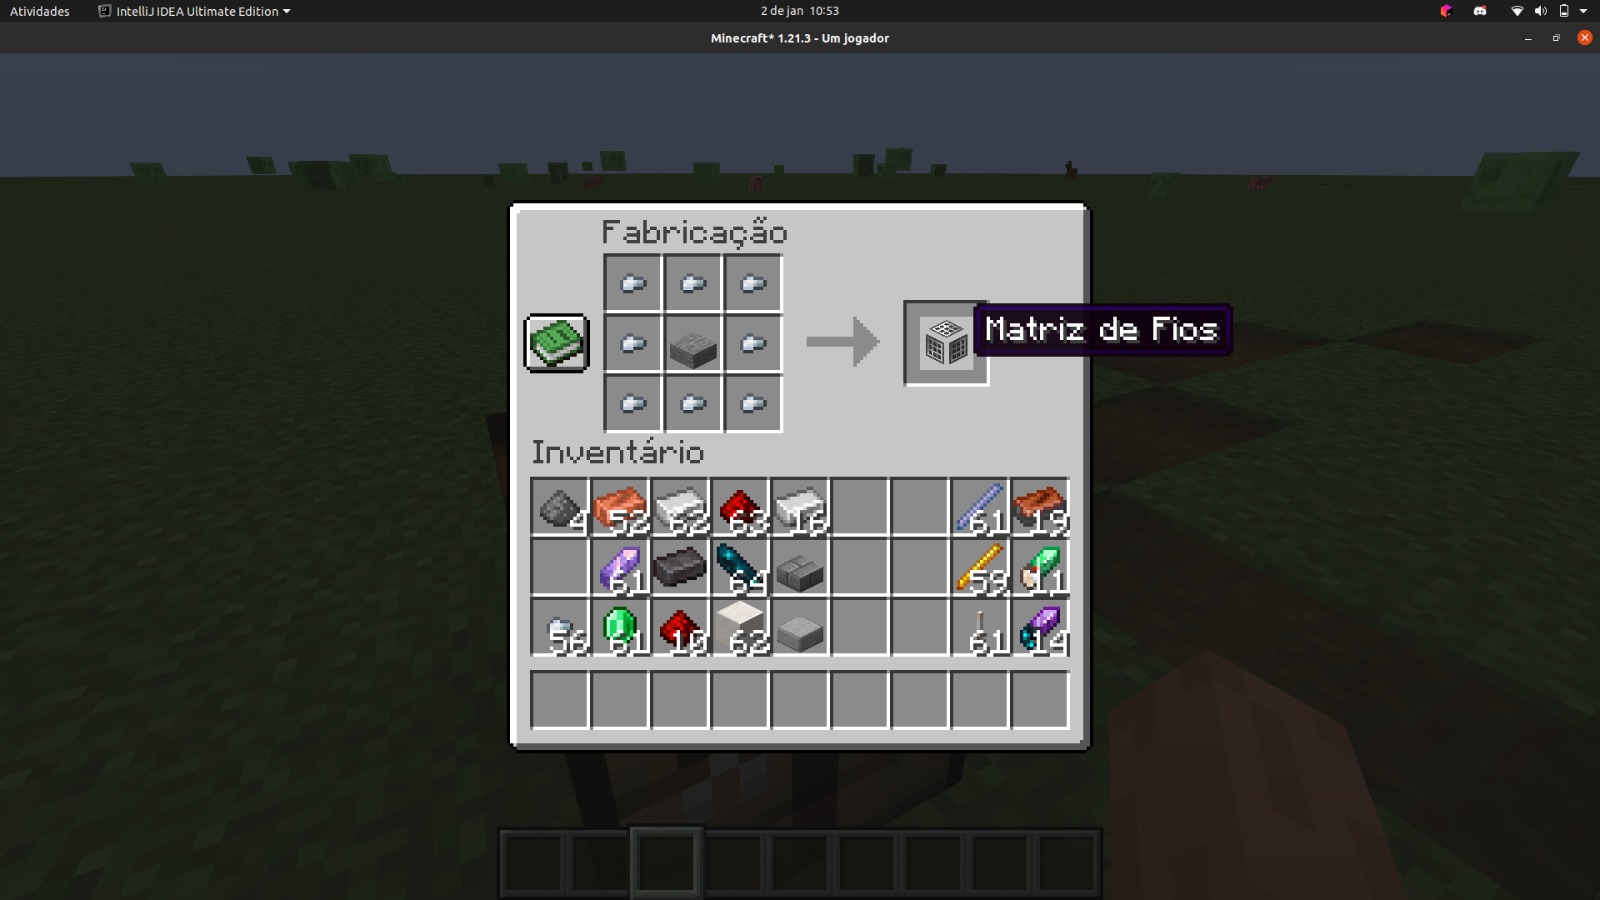 Atividades
IntelliJ IDEA Ultimate Edition
2 de jan 10:53
Minecraft* 1.21.3 - Um jogador
Fabricação
Matriz de Fios
Inventário
4 52 62 63 16 61 19
61 64 59 11
56 61 10 62 61 14